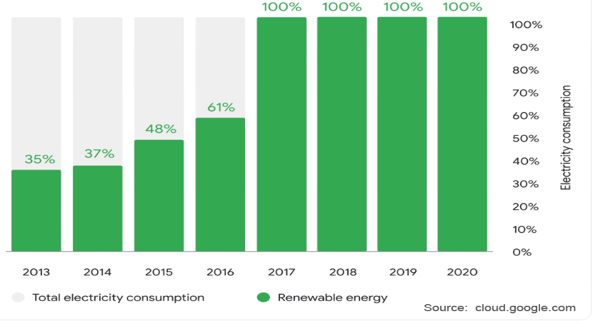 100% 100% 100% 100%
100%
90%
80%
70%
61%
60%
48%
50%
35% 37%
40%
30%
20%
10%
0%
Electricity consumption
2013 2014 2015 2016 2017 2018 2019 2020
Total electricity consumption Renewable energy
Source: cloud.google.com